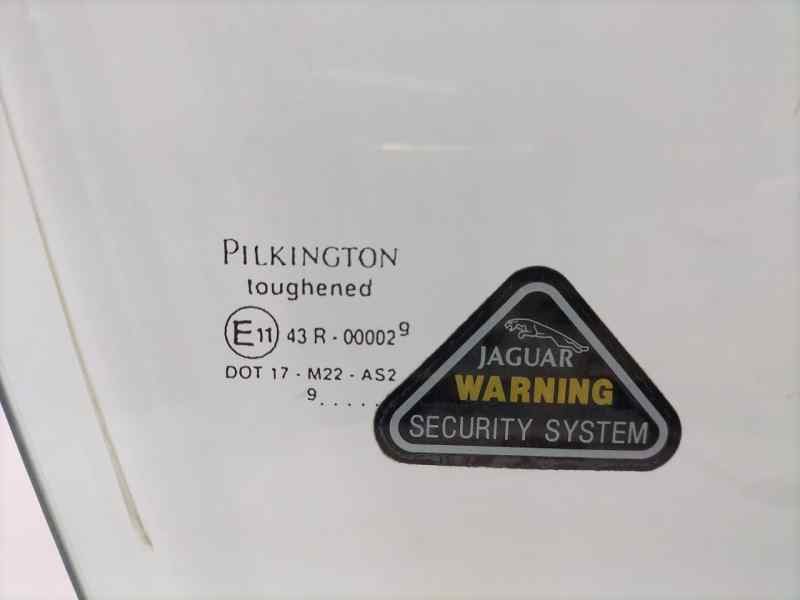 PILKINGTON
toughened
E11 43 R - 00002 9
DOT 17 - M22 - AS2
9.....
JAGUAR
WARNING
SECURITY SYSTEM